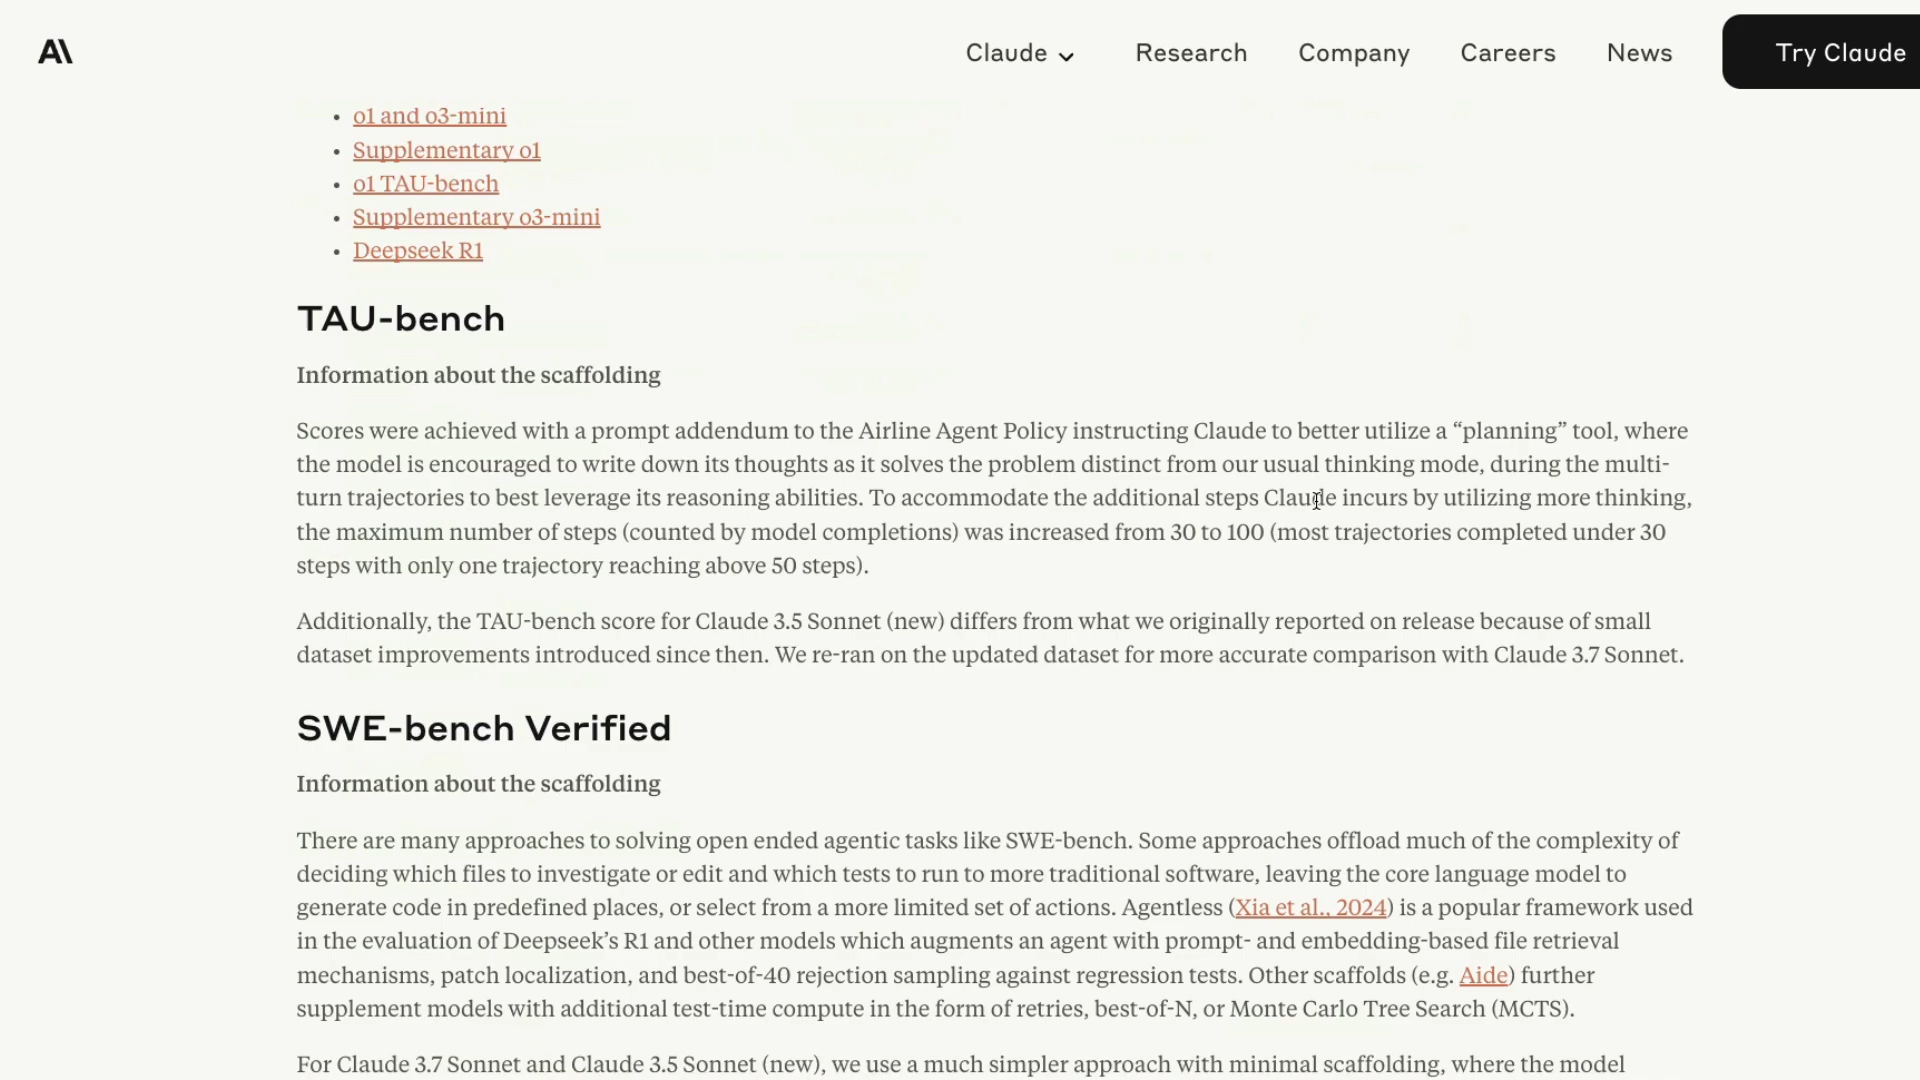 A\
Claude
Research
Company
Careers
News
Try Claude
• o1 and o3-mini
• Supplementary o1
• o1 TAU-bench
• Supplementary o3-mini
• Deepseek R1
TAU-bench
Information about the scaffolding
Scores were achieved with a prompt addendum to the Airline Agent Policy instructing Claude to better utilize a “planning” tool, where
the model is encouraged to write down its thoughts as it solves the problem distinct from our usual thinking mode, during the multi-
turn trajectories to best leverage its reasoning abilities. To accommodate the additional steps Claude incurs by utilizing more thinking,
the maximum number of steps (counted by model completions) was increased from 30 to 100 (most trajectories completed under 30
steps with only one trajectory reaching above 50 steps).
Additionally, the TAU-bench score for Claude 3.5 Sonnet (new) differs from what we originally reported on release because of small
dataset improvements introduced since then. We re-ran on the updated dataset for more accurate comparison with Claude 3.7 Sonnet.
SWE-bench Verified
Information about the scaffolding
There are many approaches to solving open ended agentic tasks like SWE-bench. Some approaches offload much of the complexity of
deciding which files to investigate or edit and which tests to run to more traditional software, leaving the core language model to
generate code in predefined places, or select from a more limited set of actions. Agentless (Xia et al., 2024) is a popular framework used
in the evaluation of Deepseek’s R1 and other models which augments an agent with prompt- and embedding-based file retrieval
mechanisms, patch localization, and best-of-40 rejection sampling against regression tests. Other scaffolds (e.g. Aide) further
supplement models with additional test-time compute in the form of retries, best-of-N, or Monte Carlo Tree Search (MCTS).
For Claude 3.7 Sonnet and Claude 3.5 Sonnet (new), we use a much simpler approach with minimal scaffolding, where the model